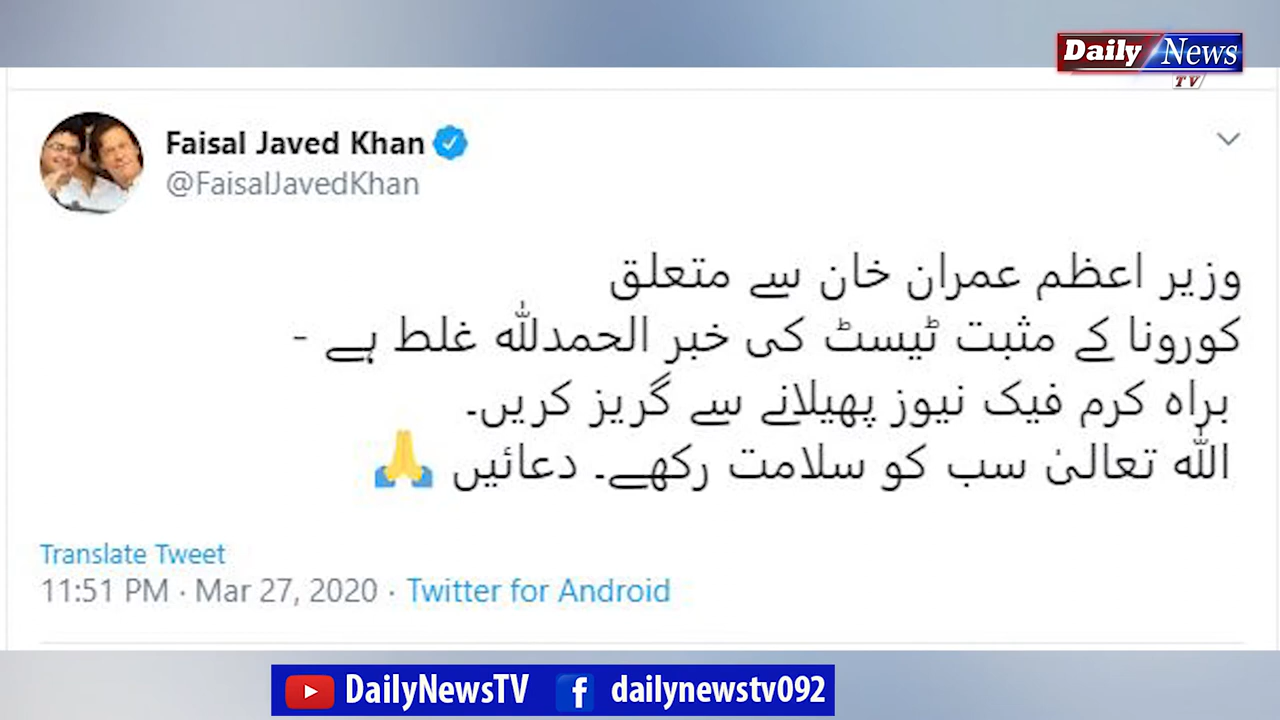 Daily News
TV
Faisal Javed Khan
@FaisalJavedKhan
وزیر اعظم عمران خان سے متعلق
کورونا کے مثبت ٹیسٹ کی خبر الحمدللّٰہ غلط ہے -
براہ کرم فیک نیوز پھیلانے سے گریز کریں۔
اللّٰہ تعالیٰ سب کو سلامت رکھے۔ دعائیں 🙏
Translate Tweet
11:51 PM · Mar 27, 2020 · Twitter for Android
DailyNewsTV dailynewstv092